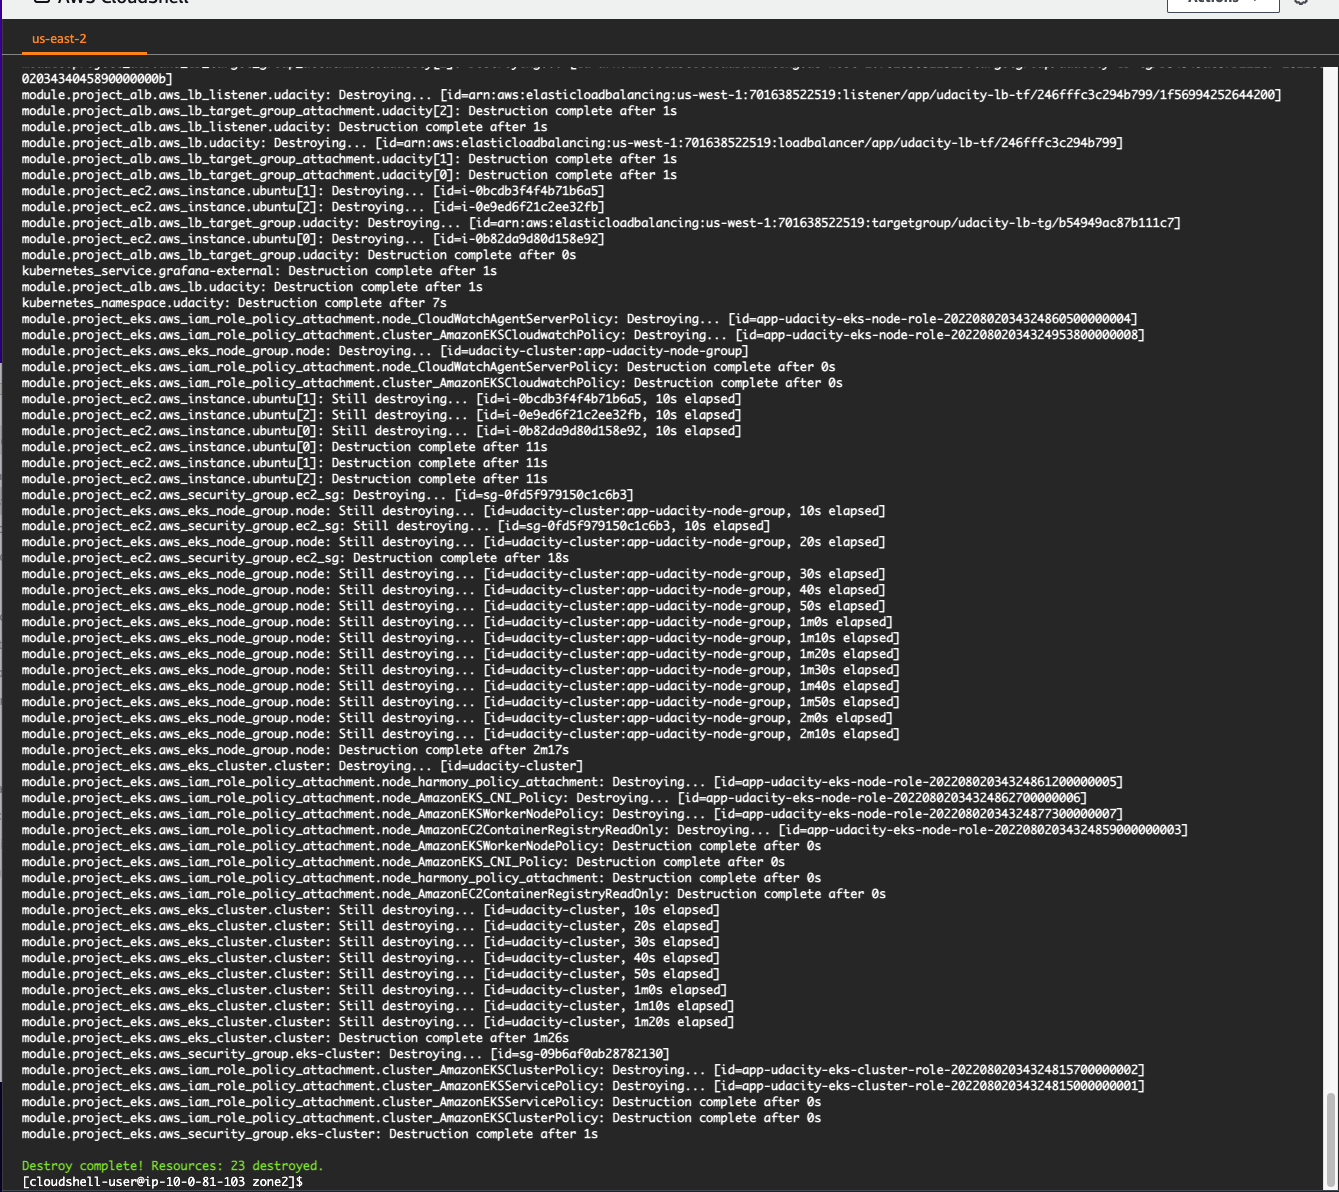 AWS CloudShell
Actions
us-east-2
0203434045890000000b]
module.project_alb.aws_lb_listener.udacity: Destroying... [id=arn:aws:elasticloadbalancing:us-west-1:701638522519:listener/app/udacity-lb-tf/246fffc3c294b799/1f56994252644200]
module.project_alb.aws_lb_target_group_attachment.udacity[2]: Destruction complete after 1s
module.project_alb.aws_lb_listener.udacity: Destruction complete after 1s
module.project_alb.aws_lb.udacity: Destroying... [id=arn:aws:elasticloadbalancing:us-west-1:701638522519:loadbalancer/app/udacity-lb-tf/246fffc3c294b799]
module.project_alb.aws_lb_target_group_attachment.udacity[1]: Destruction complete after 1s
module.project_alb.aws_lb_target_group_attachment.udacity[0]: Destruction complete after 1s
module.project_ec2.aws_instance.ubuntu[1]: Destroying... [id=i-0bcdb3f4f4b71b6a5]
module.project_ec2.aws_instance.ubuntu[2]: Destroying... [id=i-0e9ed6f21c2ee32fb]
module.project_alb.aws_lb_target_group.udacity: Destroying... [id=arn:aws:elasticloadbalancing:us-west-1:701638522519:targetgroup/udacity-lb-tg/b54949ac87b111c7]
module.project_ec2.aws_instance.ubuntu[0]: Destroying... [id=i-0b82da9d80d158e92]
module.project_alb.aws_lb_target_group.udacity: Destruction complete after 0s
kubernetes_service.grafana-external: Destruction complete after 1s
module.project_alb.aws_lb.udacity: Destruction complete after 1s
kubernetes_namespace.udacity: Destruction complete after 7s
module.project_eks.aws_iam_role_policy_attachment.node_CloudWatchAgentServerPolicy: Destroying... [id=app-udacity-eks-node-role-20220802034324860500000004]
module.project_eks.aws_iam_role_policy_attachment.cluster_AmazonEKSCloudwatchPolicy: Destroying... [id=app-udacity-eks-node-role-20220802034324953800000008]
module.project_eks.aws_eks_node_group.node: Destroying... [id=udacity-cluster:app-udacity-node-group]
module.project_eks.aws_iam_role_policy_attachment.node_CloudWatchAgentServerPolicy: Destruction complete after 0s
module.project_eks.aws_iam_role_policy_attachment.cluster_AmazonEKSCloudwatchPolicy: Destruction complete after 0s
module.project_ec2.aws_instance.ubuntu[1]: Still destroying... [id=i-0bcdb3f4f4b71b6a5, 10s elapsed]
module.project_ec2.aws_instance.ubuntu[2]: Still destroying... [id=i-0e9ed6f21c2ee32fb, 10s elapsed]
module.project_ec2.aws_instance.ubuntu[0]: Still destroying... [id=i-0b82da9d80d158e92, 10s elapsed]
module.project_ec2.aws_instance.ubuntu[0]: Destruction complete after 11s
module.project_ec2.aws_instance.ubuntu[1]: Destruction complete after 11s
module.project_ec2.aws_instance.ubuntu[2]: Destruction complete after 11s
module.project_ec2.aws_security_group.ec2_sg: Destroying... [id=sg-0fd5f979150c1c6b3]
module.project_eks.aws_eks_node_group.node: Still destroying... [id=udacity-cluster:app-udacity-node-group, 10s elapsed]
module.project_ec2.aws_security_group.ec2_sg: Still destroying... [id=sg-0fd5f979150c1c6b3, 10s elapsed]
module.project_eks.aws_eks_node_group.node: Still destroying... [id=udacity-cluster:app-udacity-node-group, 20s elapsed]
module.project_ec2.aws_security_group.ec2_sg: Destruction complete after 18s
module.project_eks.aws_eks_node_group.node: Still destroying... [id=udacity-cluster:app-udacity-node-group, 30s elapsed]
module.project_eks.aws_eks_node_group.node: Still destroying... [id=udacity-cluster:app-udacity-node-group, 40s elapsed]
module.project_eks.aws_eks_node_group.node: Still destroying... [id=udacity-cluster:app-udacity-node-group, 50s elapsed]
module.project_eks.aws_eks_node_group.node: Still destroying... [id=udacity-cluster:app-udacity-node-group, 1m0s elapsed]
module.project_eks.aws_eks_node_group.node: Still destroying... [id=udacity-cluster:app-udacity-node-group, 1m10s elapsed]
module.project_eks.aws_eks_node_group.node: Still destroying... [id=udacity-cluster:app-udacity-node-group, 1m20s elapsed]
module.project_eks.aws_eks_node_group.node: Still destroying... [id=udacity-cluster:app-udacity-node-group, 1m30s elapsed]
module.project_eks.aws_eks_node_group.node: Still destroying... [id=udacity-cluster:app-udacity-node-group, 1m40s elapsed]
module.project_eks.aws_eks_node_group.node: Still destroying... [id=udacity-cluster:app-udacity-node-group, 1m50s elapsed]
module.project_eks.aws_eks_node_group.node: Still destroying... [id=udacity-cluster:app-udacity-node-group, 2m0s elapsed]
module.project_eks.aws_eks_node_group.node: Still destroying... [id=udacity-cluster:app-udacity-node-group, 2m10s elapsed]
module.project_eks.aws_eks_node_group.node: Destruction complete after 2m17s
module.project_eks.aws_eks_cluster.cluster: Destroying... [id=udacity-cluster]
module.project_eks.aws_iam_role_policy_attachment.node_harmony_policy_attachment: Destroying... [id=app-udacity-eks-node-role-20220802034324861200000005]
module.project_eks.aws_iam_role_policy_attachment.node_AmazonEKS_CNI_Policy: Destroying... [id=app-udacity-eks-node-role-20220802034324862700000006]
module.project_eks.aws_iam_role_policy_attachment.node_AmazonEKSWorkerNodePolicy: Destroying... [id=app-udacity-eks-node-role-20220802034324877300000007]
module.project_eks.aws_iam_role_policy_attachment.node_AmazonEC2ContainerRegistryReadOnly: Destroying... [id=app-udacity-eks-node-role-20220802034324859000000003]
module.project_eks.aws_iam_role_policy_attachment.node_AmazonEKSWorkerNodePolicy: Destruction complete after 0s
module.project_eks.aws_iam_role_policy_attachment.node_AmazonEKS_CNI_Policy: Destruction complete after 0s
module.project_eks.aws_iam_role_policy_attachment.node_harmony_policy_attachment: Destruction complete after 0s
module.project_eks.aws_iam_role_policy_attachment.node_AmazonEC2ContainerRegistryReadOnly: Destruction complete after 0s
module.project_eks.aws_eks_cluster.cluster: Still destroying... [id=udacity-cluster, 10s elapsed]
module.project_eks.aws_eks_cluster.cluster: Still destroying... [id=udacity-cluster, 20s elapsed]
module.project_eks.aws_eks_cluster.cluster: Still destroying... [id=udacity-cluster, 30s elapsed]
module.project_eks.aws_eks_cluster.cluster: Still destroying... [id=udacity-cluster, 40s elapsed]
module.project_eks.aws_eks_cluster.cluster: Still destroying... [id=udacity-cluster, 50s elapsed]
module.project_eks.aws_eks_cluster.cluster: Still destroying... [id=udacity-cluster, 1m0s elapsed]
module.project_eks.aws_eks_cluster.cluster: Still destroying... [id=udacity-cluster, 1m10s elapsed]
module.project_eks.aws_eks_cluster.cluster: Still destroying... [id=udacity-cluster, 1m20s elapsed]
module.project_eks.aws_eks_cluster.cluster: Destruction complete after 1m26s
module.project_eks.aws_security_group.eks-cluster: Destroying... [id=sg-09b6af0ab28782130]
module.project_eks.aws_iam_role_policy_attachment.cluster_AmazonEKSClusterPolicy: Destroying... [id=app-udacity-eks-cluster-role-20220802034324815700000002]
module.project_eks.aws_iam_role_policy_attachment.cluster_AmazonEKSServicePolicy: Destroying... [id=app-udacity-eks-cluster-role-20220802034324815000000001]
module.project_eks.aws_iam_role_policy_attachment.cluster_AmazonEKSServicePolicy: Destruction complete after 0s
module.project_eks.aws_iam_role_policy_attachment.cluster_AmazonEKSClusterPolicy: Destruction complete after 0s
module.project_eks.aws_security_group.eks-cluster: Destruction complete after 1s
Destroy complete! Resources: 23 destroyed.
[cloudshell-user@ip-10-0-81-103 zone2]$